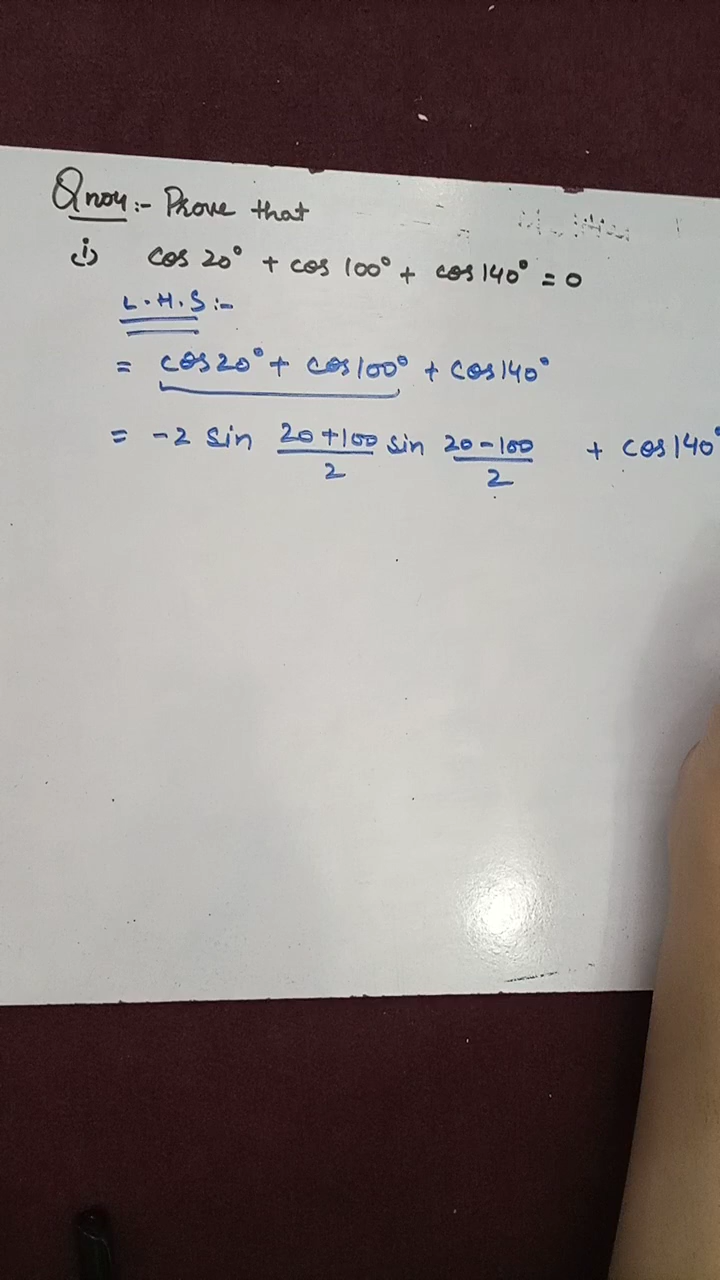 Q no4:- Prove that
i) cos 20° + cos 100° + cos 140° = 0
L.H.S :-
= cos 20° + cos 100° + cos 140°
= -2 sin (20+100)/2 sin (20-100)/2 + cos 140°